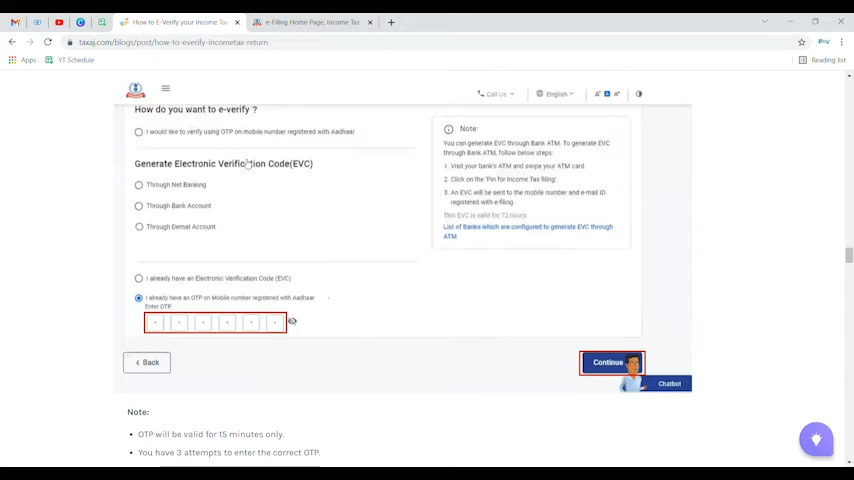 How to E-Verify your Income Tax
e-Filing Home Page, Income Tax
taxaj.com/blogs/post/how-to-everify-incometax-return
Apps
YT Schedule
Reading list
Call Us
English
How do you want to e-verify ?
I would like to verify using OTP on mobile number registered with Aadhaar
Generate Electronic Verification Code(EVC)
Through Net Banking
Through Bank Account
Through Demat Account
Note:
You can generate EVC through Bank ATM. To generate EVC
through Bank ATM, follow below steps:
1. Visit your bank's ATM and swipe your ATM card.
2. Click on the 'Pin for Income Tax filing'.
3. An EVC will be sent to the mobile number and e-mail ID
registered with e-filing.
This EVC is valid for 72 hours.
List of Banks which are configured to generate EVC through
ATM
I already have an Electronic Verification Code (EVC)
I already have an OTP on Mobile number registered with Aadhaar
Enter OTP
< Back
Continue
Chatbot
Note:
• OTP will be valid for 15 minutes only.
• You have 3 attempts to enter the correct OTP.